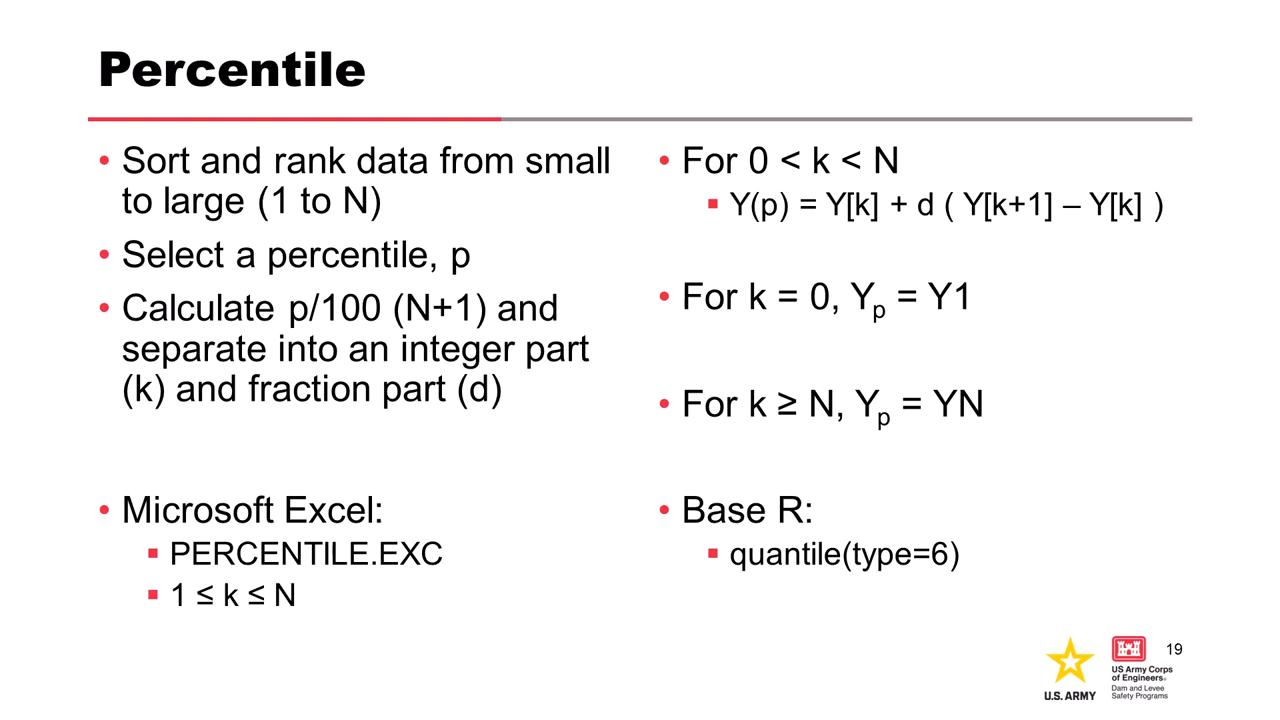 Percentile
• Sort and rank data from small
to large (1 to N)
• Select a percentile, p
• Calculate p/100 (N+1) and
separate into an integer part
(k) and fraction part (d)
• Microsoft Excel:
▪ PERCENTILE.EXC
▪ 1 ≤ k ≤ N
• For 0 < k < N
▪ Y(p) = Y[k] + d ( Y[k+1] – Y[k] )
• For k = 0, Yₚ = Y1
• For k ≥ N, Yₚ = YN
• Base R:
▪ quantile(type=6)
U.S. ARMY
US Army Corps
of Engineers®
Dam and Levee
Safety Programs
19